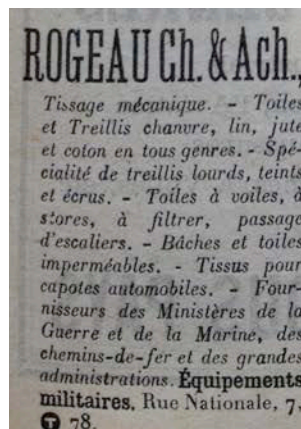 ROGEAU Ch. & Ach.,
Tissage mécanique. - Toiles
et Treillis chanvre, lin, jute
et coton en tous genres. - Spé-
cialité de treillis lourds, teints
et écrus. - Toiles à voiles, à
stores, à filtrer, passage
d'escaliers. - Bâches et toiles
imperméables. - Tissus pour
capotes automobiles. - Four-
nisseurs des Ministères de la
Guerre et de la Marine, des
chemins-de-fer et des grandes
administrations. Équipements
militaires, Rue Nationale, 7,
T 78.